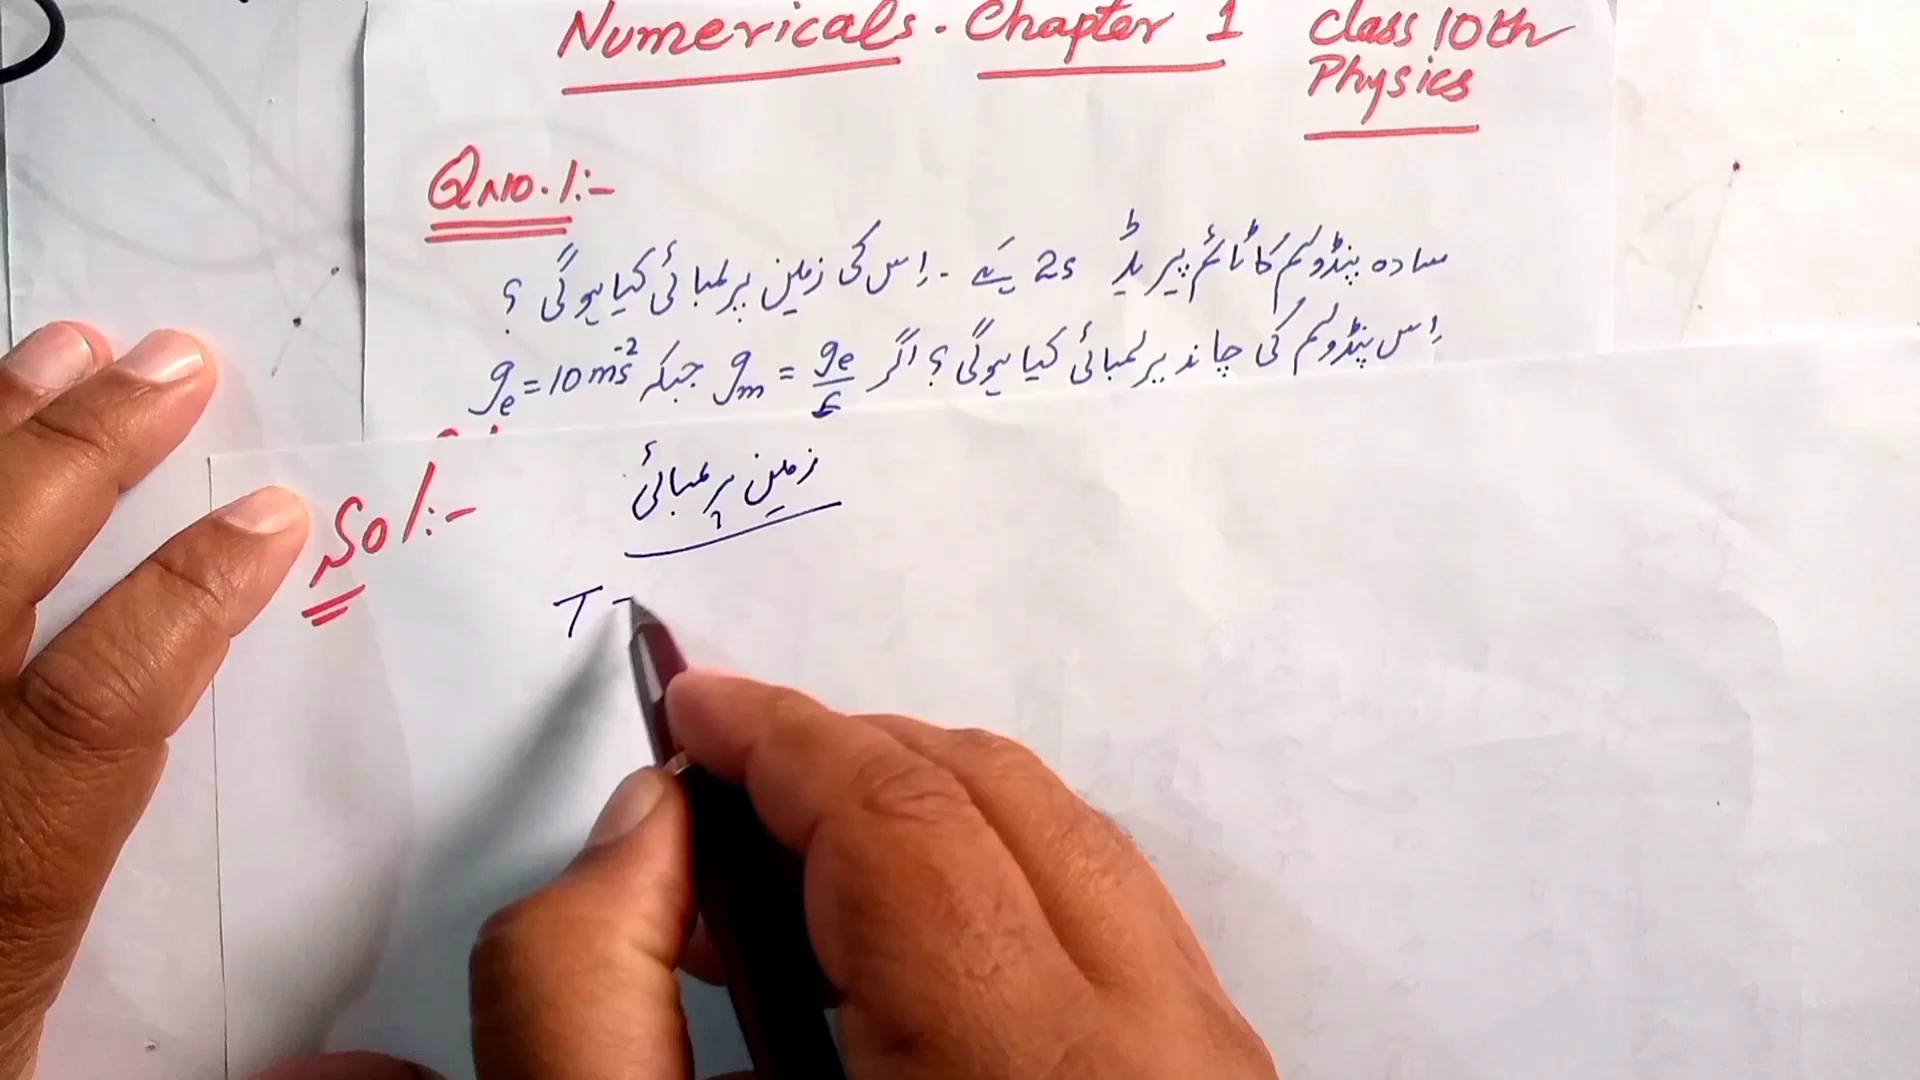 Numericals. Chapter 1 Class 10th
Physics
Q NO. 1:-
سادہ پنڈولم کا ٹائم پیریڈ 2s ہے ۔ اِس کی زمین پر لمبائی کیا ہوگی ؟
اِس پنڈولم کی چاند پر لمبائی کیا ہوگی ؟ اگر gm = ge/6 جبکہ ge = 10 ms-2
Sol:-
زمین پر لمبائی
T -